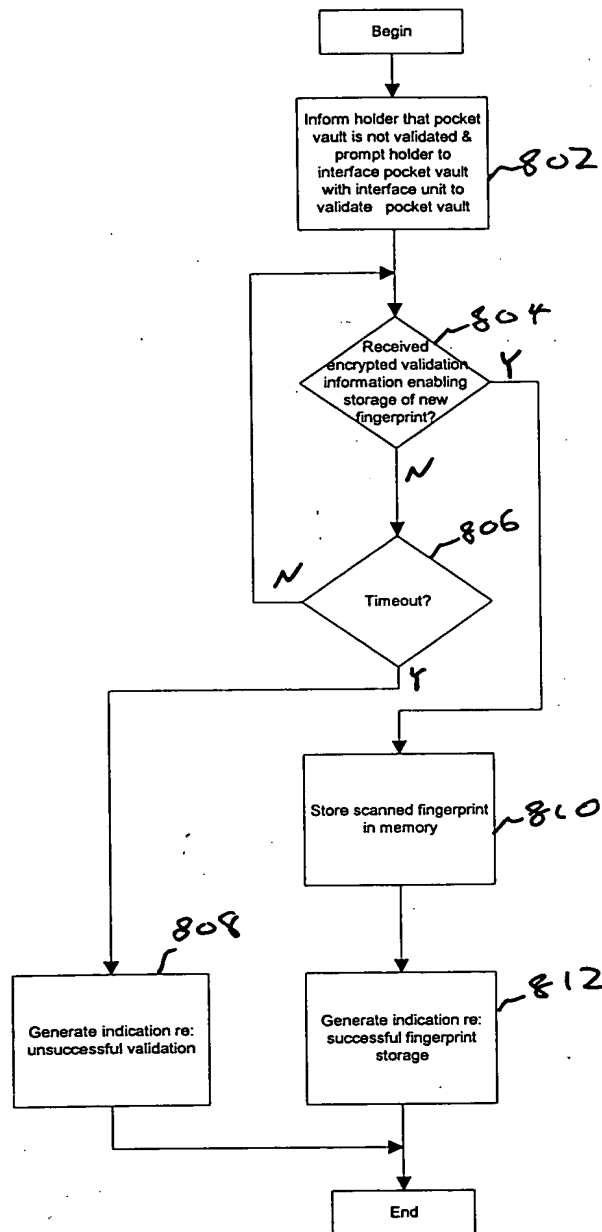 Begin
Inform holder that pocket
vault is not validated &
prompt holder to
interface pocket vault
with interface unit to
validate pocket vault
802
804
Received
encrypted validation
information enabling
storage of new
fingerprint?
Y
N
806
N
Timeout?
Y
Store scanned fingerprint
in memory
810
808
Generate indication re:
unsuccessful validation
812
Generate indication re:
successful fingerprint
storage
End